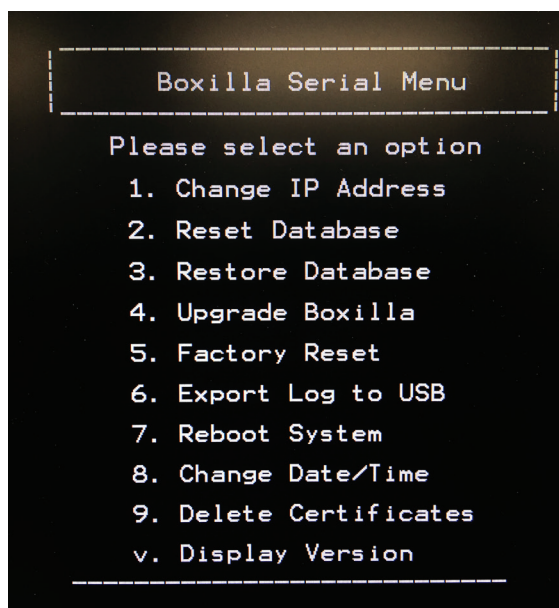 Boxilla Serial Menu
Please select an option
1. Change IP Address
2. Reset Database
3. Restore Database
4. Upgrade Boxilla
5. Factory Reset
6. Export Log to USB
7. Reboot System
8. Change Date/Time
9. Delete Certificates
v. Display Version